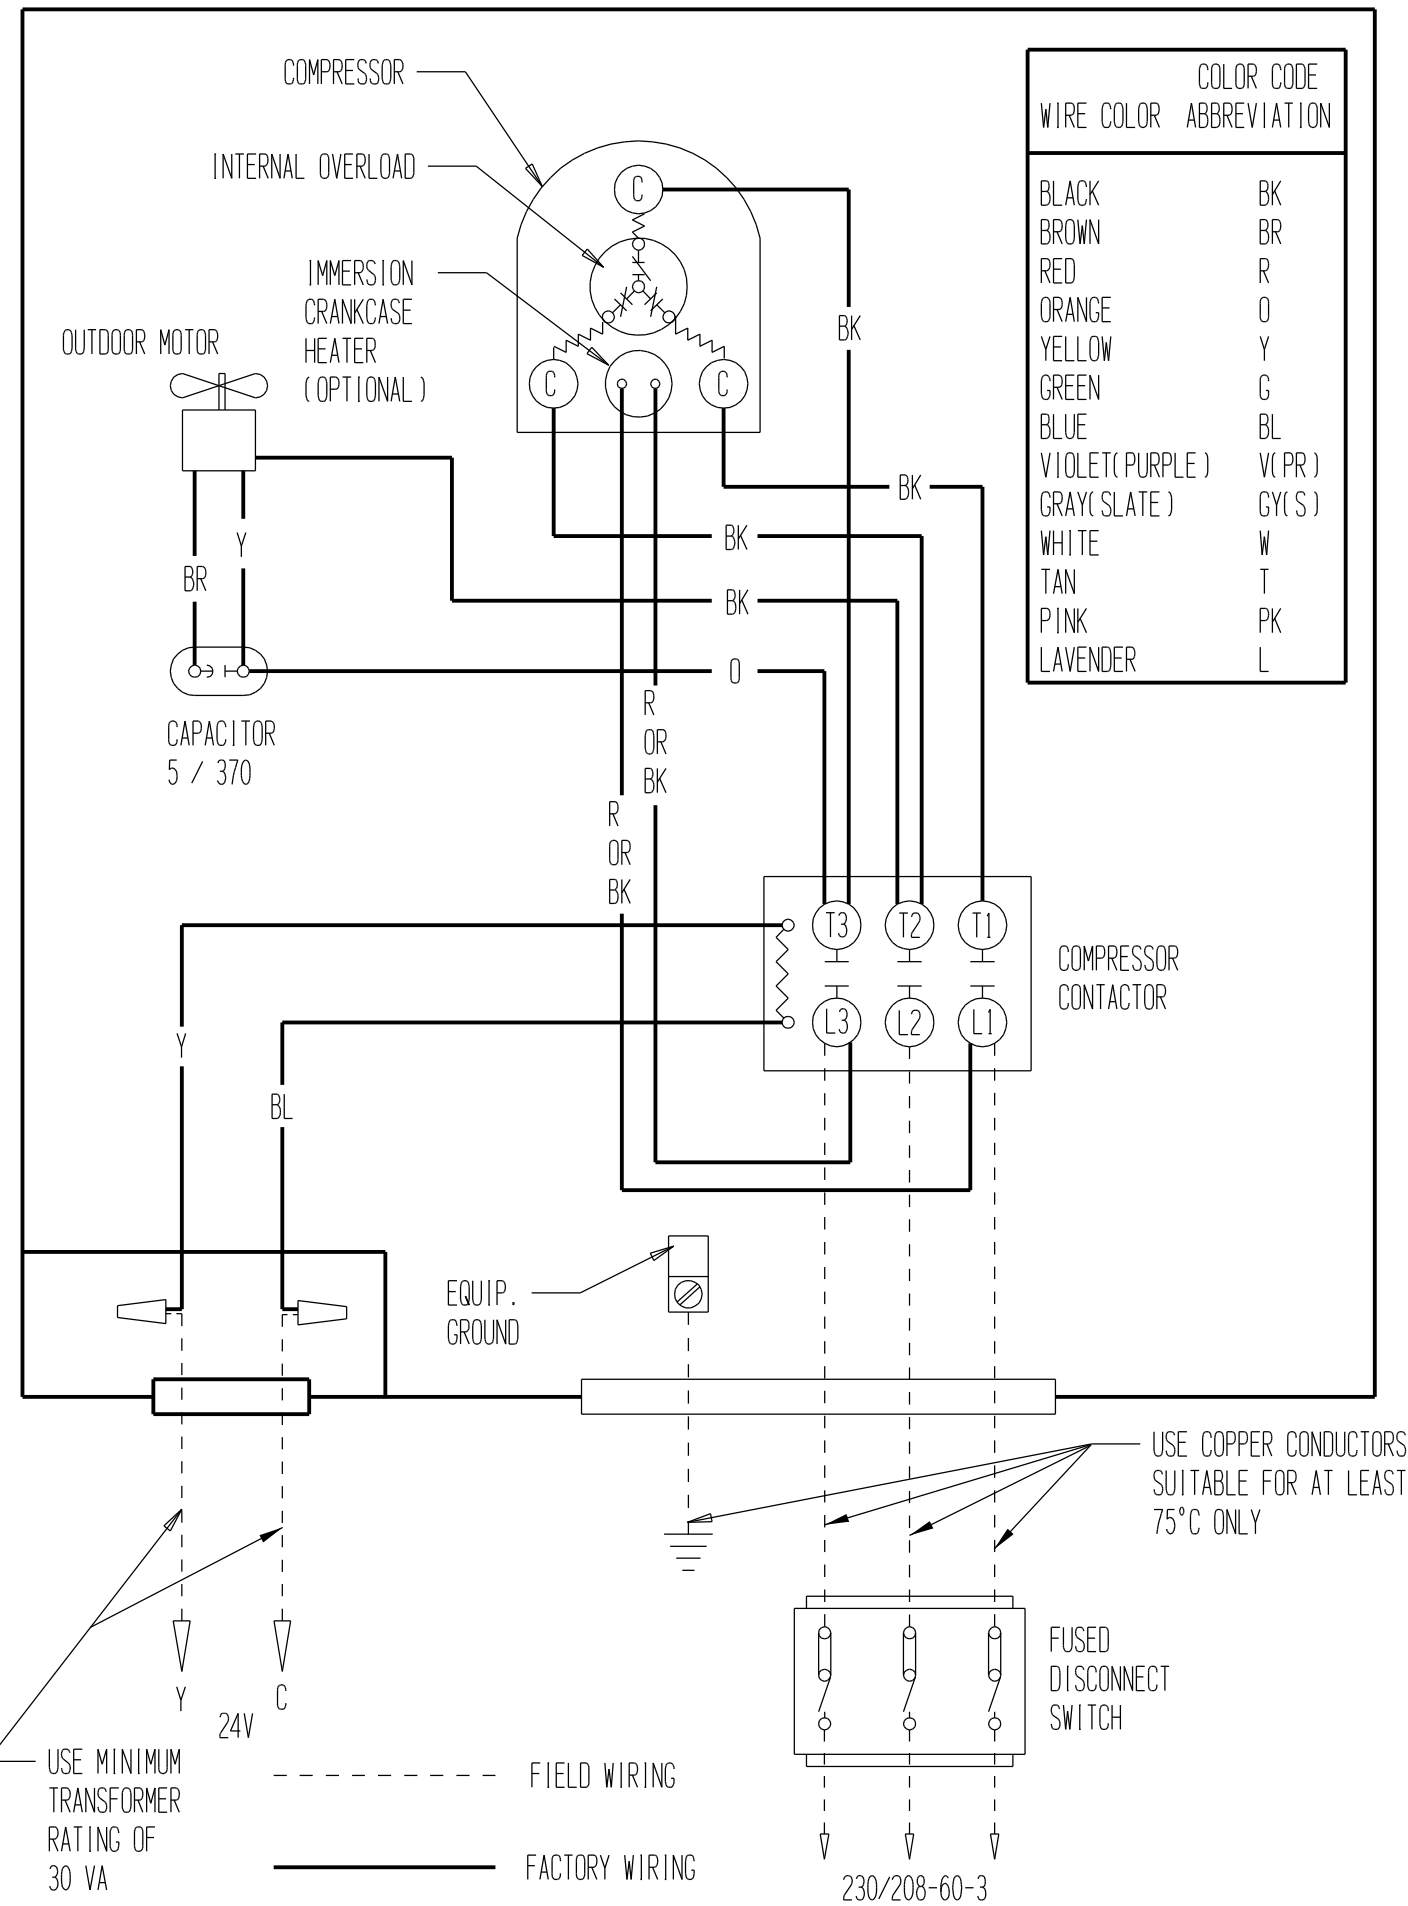 COMPRESSOR
INTERNAL OVERLOAD
IMMERSION
CRANKCASE
HEATER
(OPTIONAL)
OUTDOOR MOTOR
C
C
C
BK
BK
BK
BK
O
BR
Y
CAPACITOR
5 / 370
R
OR
BK
R
OR
BK
COLOR CODE
WIRE COLOR ABBREVIATION
BLACK BK
BROWN BR
RED R
ORANGE O
YELLOW Y
GREEN G
BLUE BL
VIOLET(PURPLE) V(PR)
GRAY(SLATE) GY(S)
WHITE W
TAN T
PINK PK
LAVENDER L
T3 T2 T1
L3 L2 L1
COMPRESSOR
CONTACTOR
Y
BL
EQUIP.
GROUND
USE COPPER CONDUCTORS
SUITABLE FOR AT LEAST
75°C ONLY
FUSED
DISCONNECT
SWITCH
Y C
24V
USE MINIMUM
TRANSFORMER
RATING OF
30 VA
FIELD WIRING
FACTORY WIRING
230/208-60-3